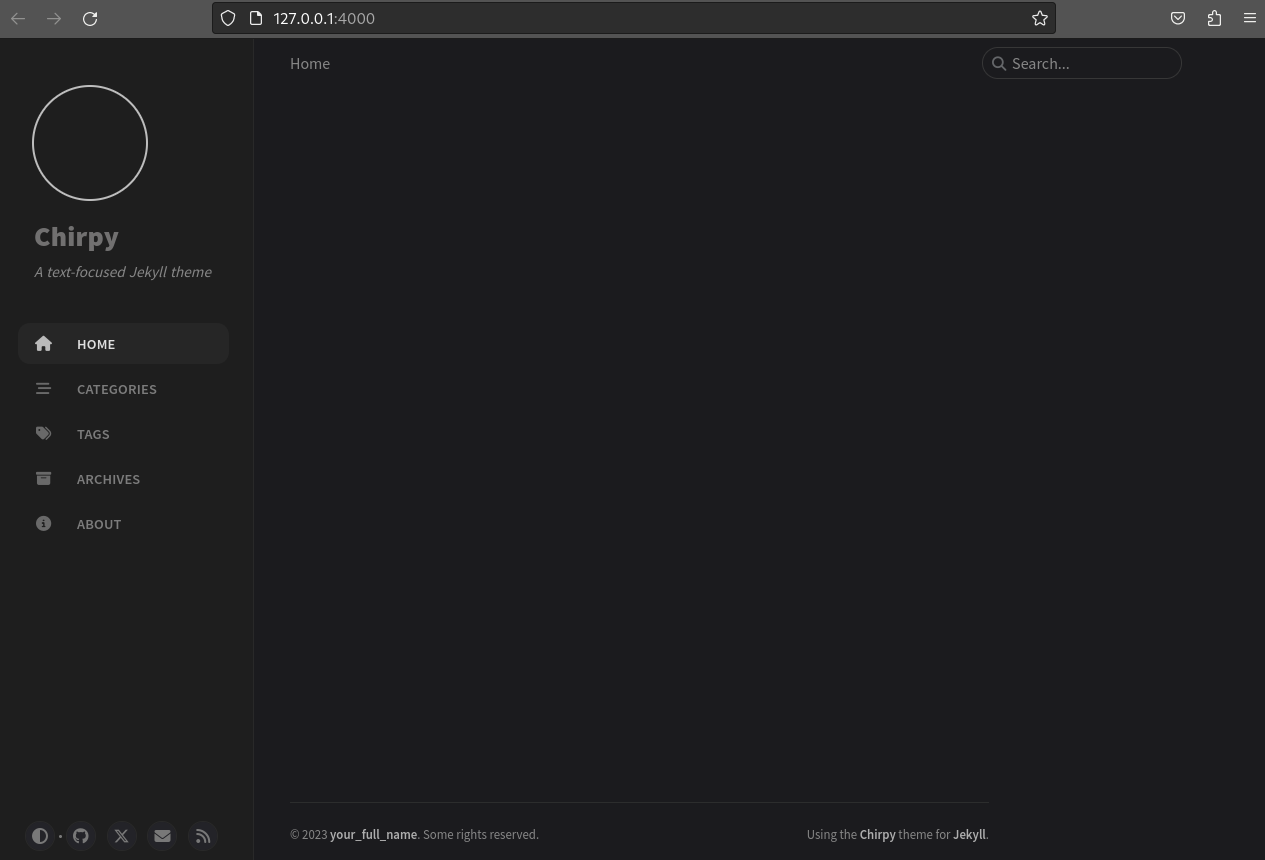 127.0.0.1:4000
Home
Search...
Chirpy
A text-focused Jekyll theme
HOME
CATEGORIES
TAGS
ARCHIVES
ABOUT
© 2023 your_full_name. Some rights reserved.
Using the Chirpy theme for Jekyll.